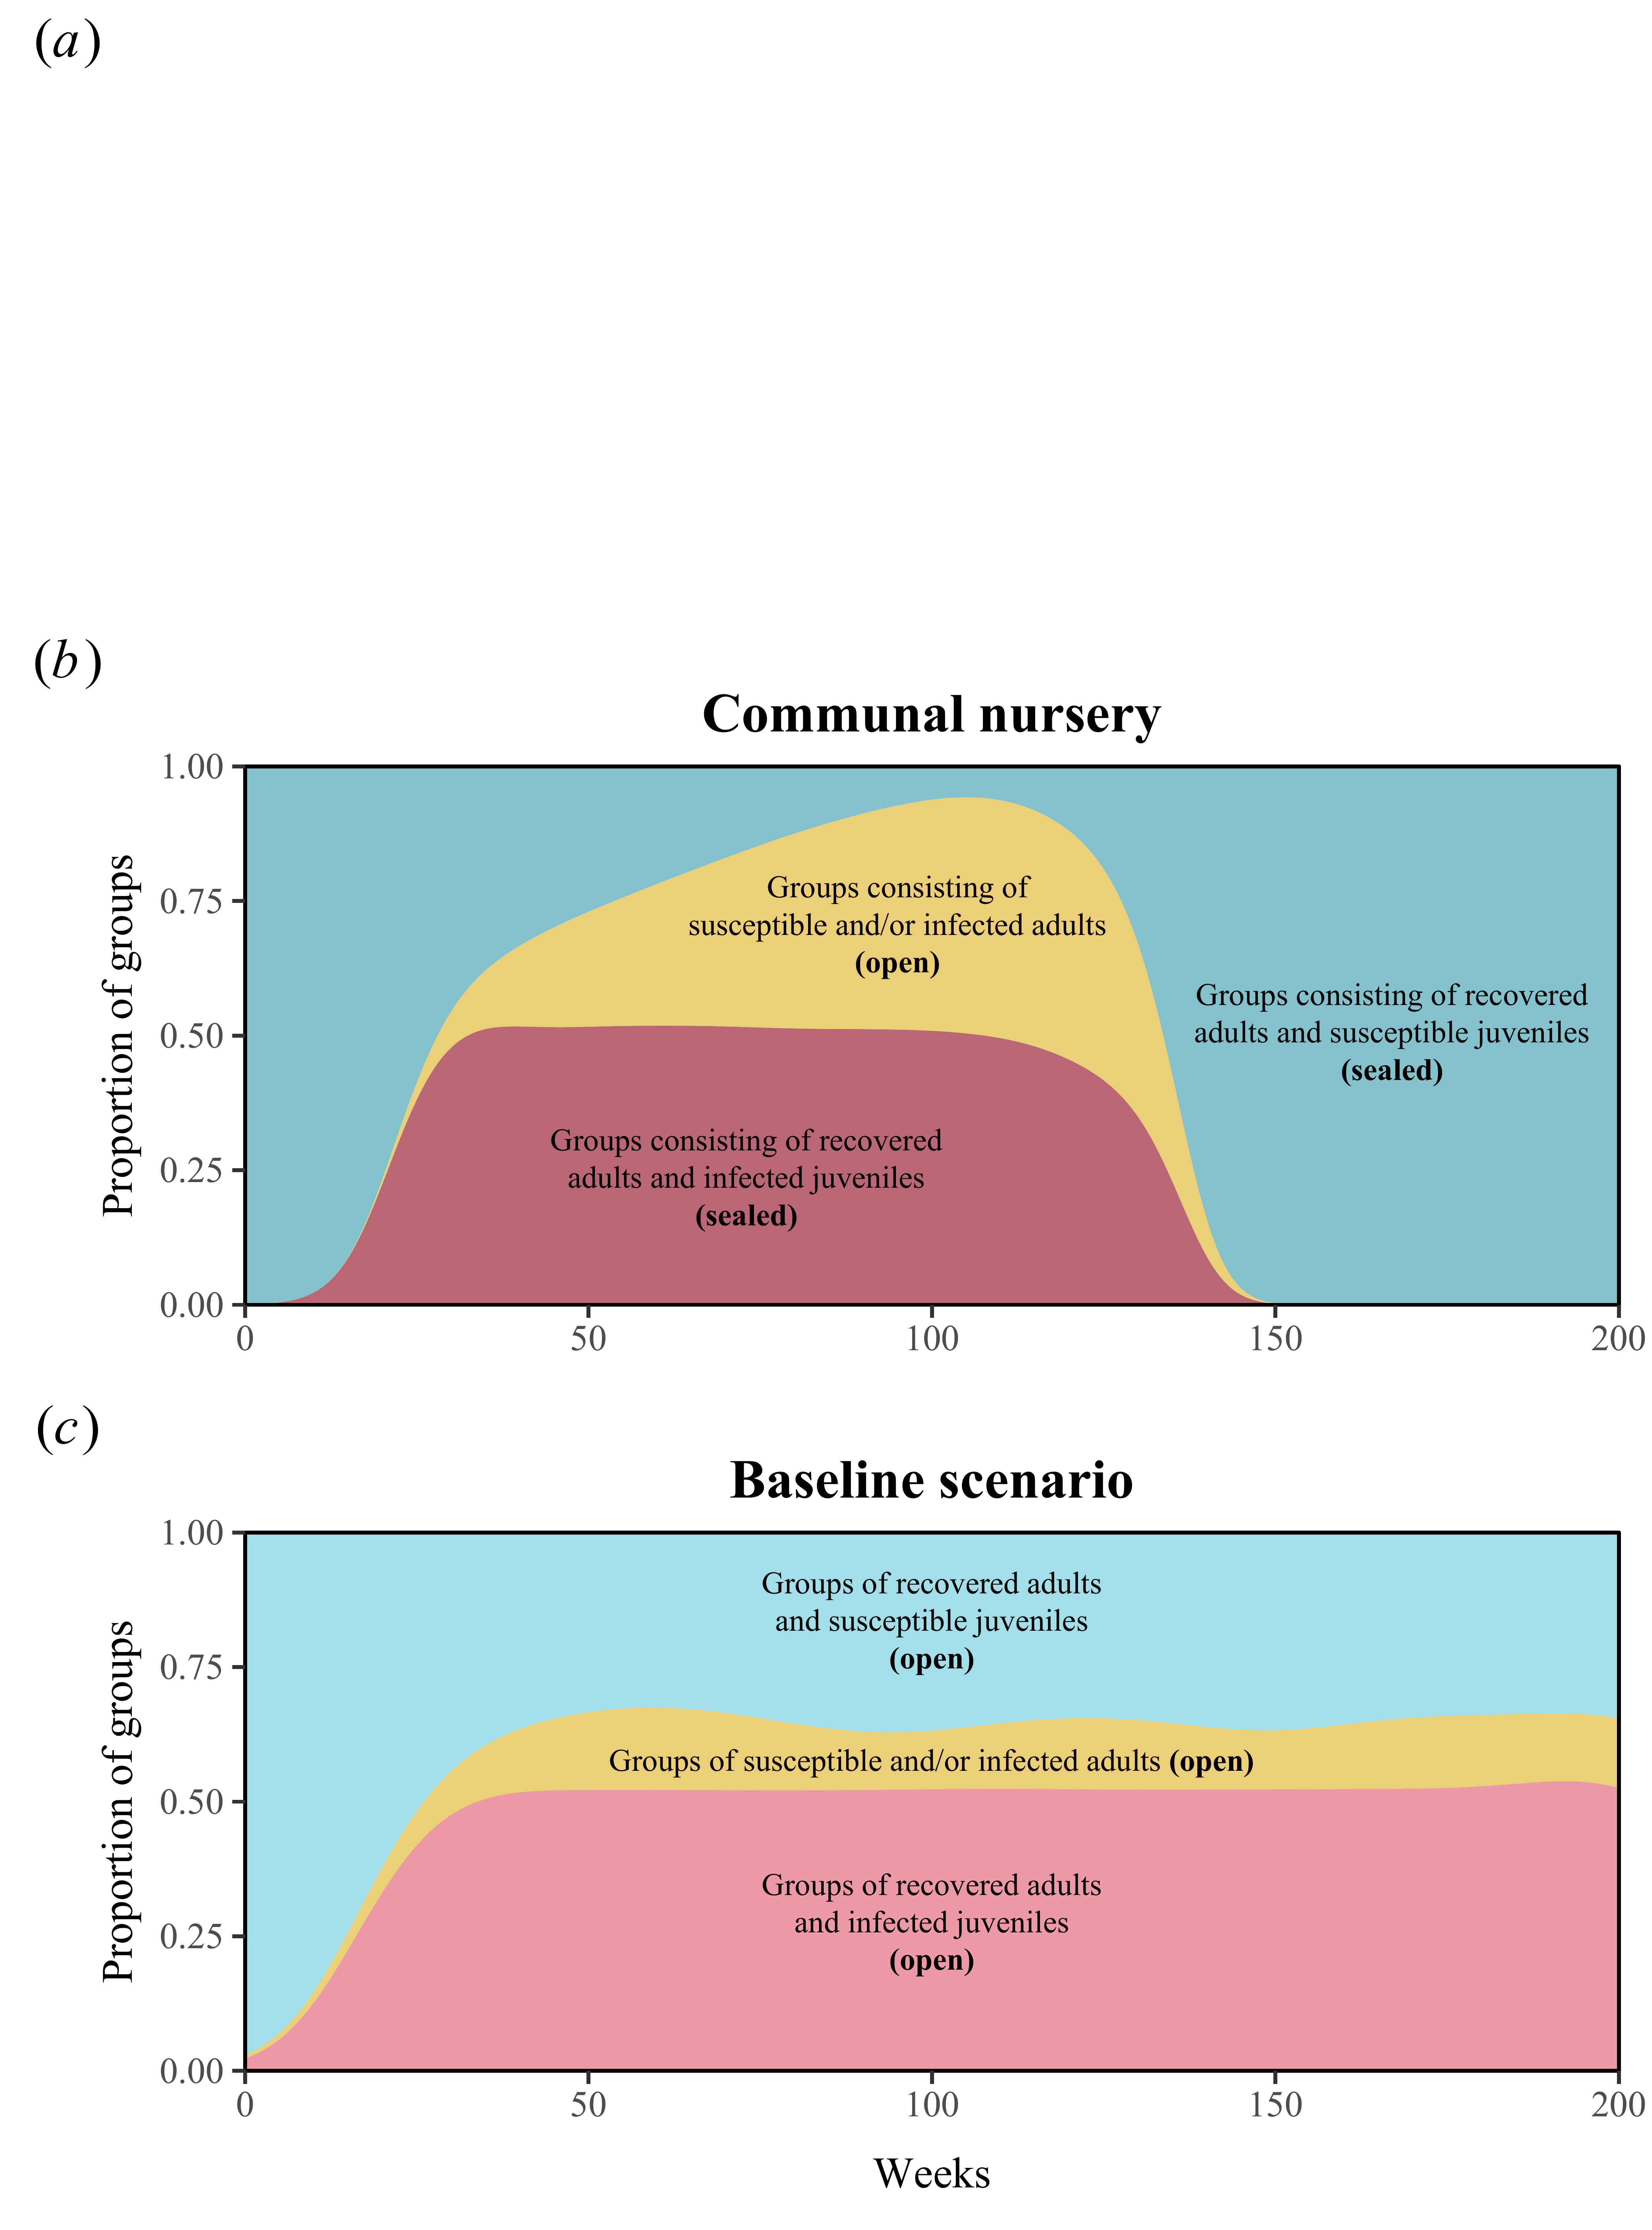 (a)
(b)
Communal nursery
Proportion of groups
1.00
0.75
0.50
0.25
0.00
Groups consisting of
susceptible and/or infected adults
(open)
Groups consisting of recovered
adults and susceptible juveniles
(sealed)
Groups consisting of recovered
adults and infected juveniles
(sealed)
0 50 100 150 200
(c)
Baseline scenario
Proportion of groups
1.00
0.75
0.50
0.25
0.00
Groups of recovered adults
and susceptible juveniles
(open)
Groups of susceptible and/or infected adults (open)
Groups of recovered adults
and infected juveniles
(open)
0 50 100 150 200
Weeks